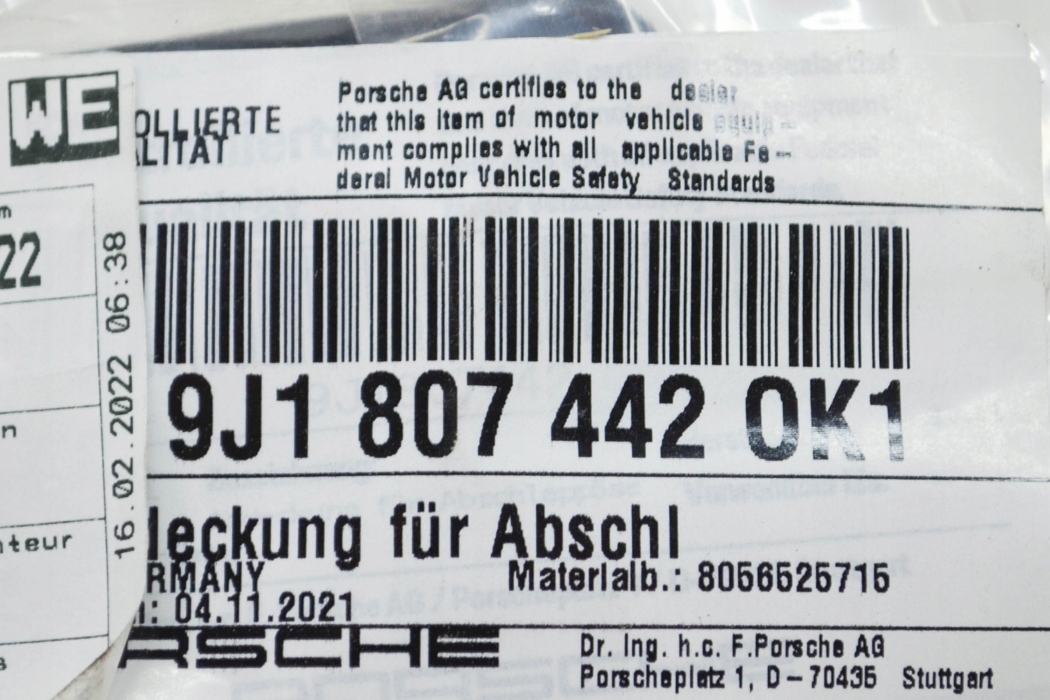 WE
OLLIERTE
LITÄT
Porsche AG certifies to the dealer
that this item of motor vehicle equip-
ment complies with all applicable Fe-
deral Motor Vehicle Safety Standards
m
22
16.02.2022 06:38
9J1 807 442 OK1
n
nteur
leckung für Abschl
RMANY
Materialb.: 8056525715
: 04.11.2021
RSCHE
Dr. Ing. h.c. F.Porsche AG
Porscheplatz 1, D-70435 Stuttgart